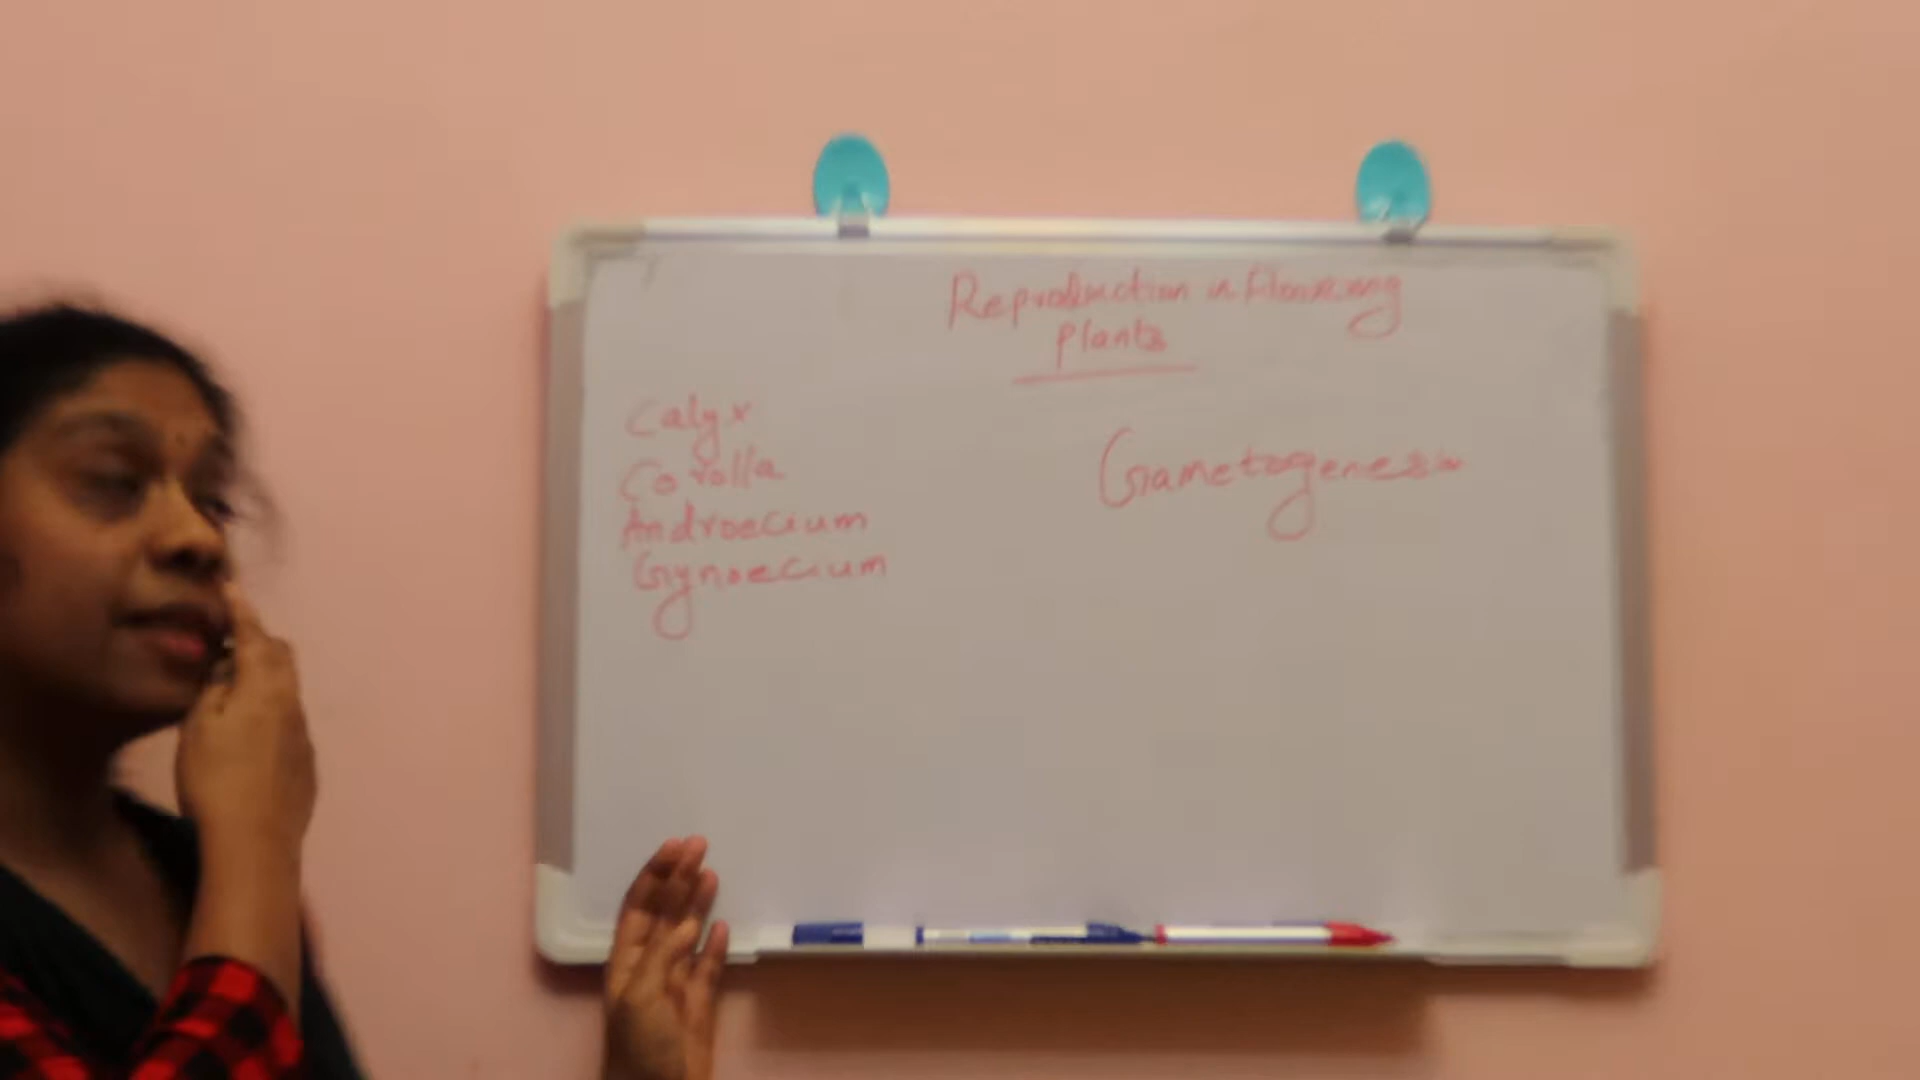 Reproduction in flowering
plants
Calyx
Corolla
Androecium
Gynoecium
Gametogenesis